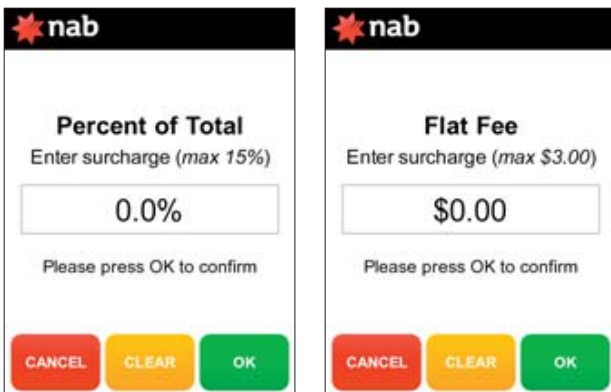 nab
Percent of Total
Enter surcharge (max 15%)
0.0%
Please press OK to confirm
CANCEL CLEAR OK
nab
Flat Fee
Enter surcharge (max $3.00)
$0.00
Please press OK to confirm
CANCEL CLEAR OK